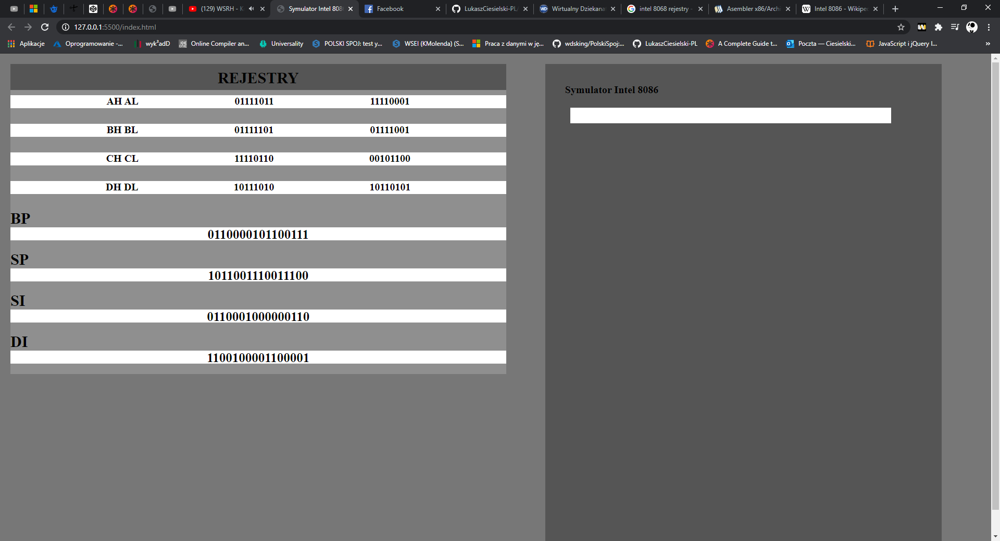 (129) WSRH - K
Symulator Intel 808
Facebook
LukaszCiesielski-PL/
Wirtualny Dziekana
intel 8068 rejestry -
Asembler x86/Archi
Intel 8086 - Wikiped
127.0.0.1:5500/index.html
Aplikacje
Oprogramowanie -...
wyk³adD
Online Compiler an...
Universality
POLSKI SPOJ: test y...
WSEI (KMolenda) (S...
Praca z danymi w ję...
wdsking/PolskiSpoj:...
LukaszCiesielski-PL
A Complete Guide t...
Poczta — Ciesielski...
JavaScript i jQuery I...
»
REJESTRY
AH AL 01111011 11110001
BH BL 01111101 01111001
CH CL 11110110 00101100
DH DL 10111010 10110101
BP
0110000101100111
SP
1011001110011100
SI
0110001000000110
DI
1100100001100001
Symulator Intel 8086